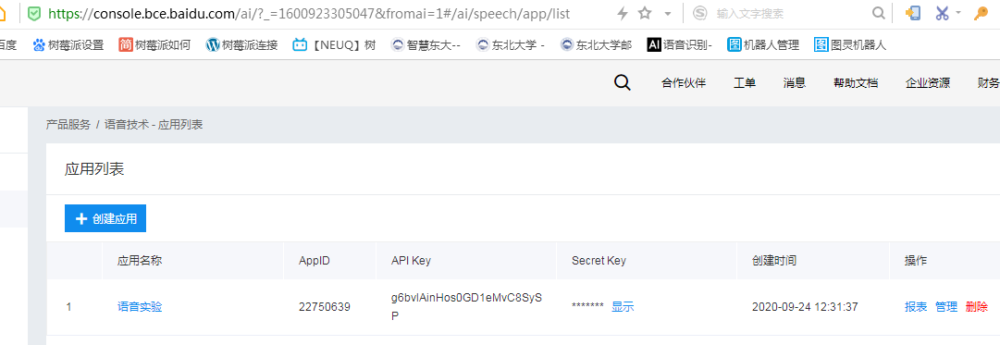 https://console.bce.baidu.com/ai/?_=1600923305047&fromai=1#/ai/speech/app/list
输入文字搜索
百度 树莓派设置 简 树莓派如何 树莓派连接 【NEUQ】树 智慧东大-- 东北大学 - 东北大学邮 AI 语音识别- 图 机器人管理 图 图灵机器人
合作伙伴 工单 消息 帮助文档 企业资源 财务
产品服务 / 语音技术 - 应用列表
应用列表
+ 创建应用
应用名称 AppID API Key Secret Key 创建时间 操作
1 语音实验 22750639 g6bvlAinHos0GD1eMvC8SyS ******* 显示 2020-09-24 12:31:37 报表 管理 删除
P